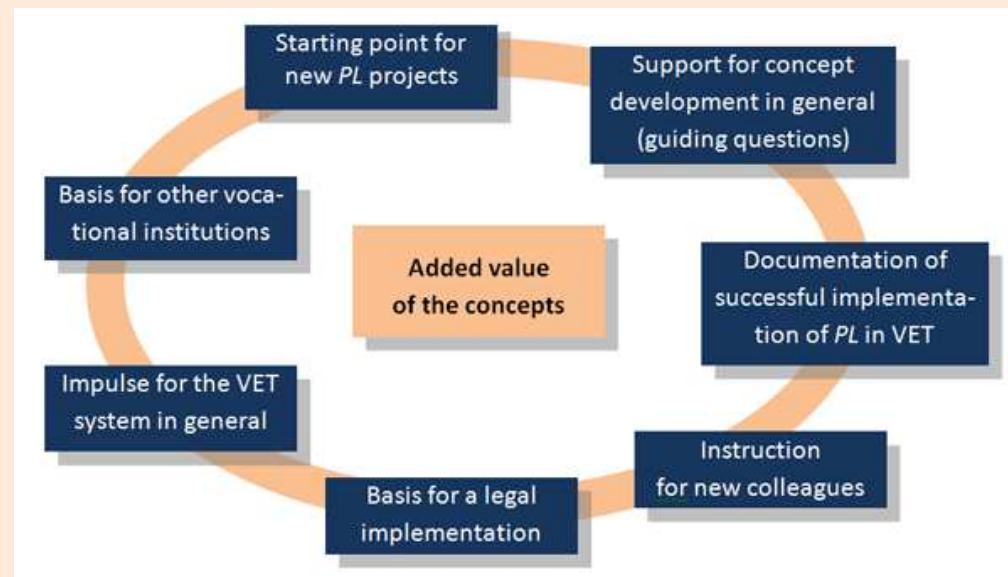 Starting point for
new PL projects
Support for concept
development in general
(guiding questions)
Basis for other voca-
tional institutions
Added value
of the concepts
Documentation of
successful implementa-
tion of PL in VET
Impulse for the VET
system in general
Instruction
for new colleagues
Basis for a legal
implementation